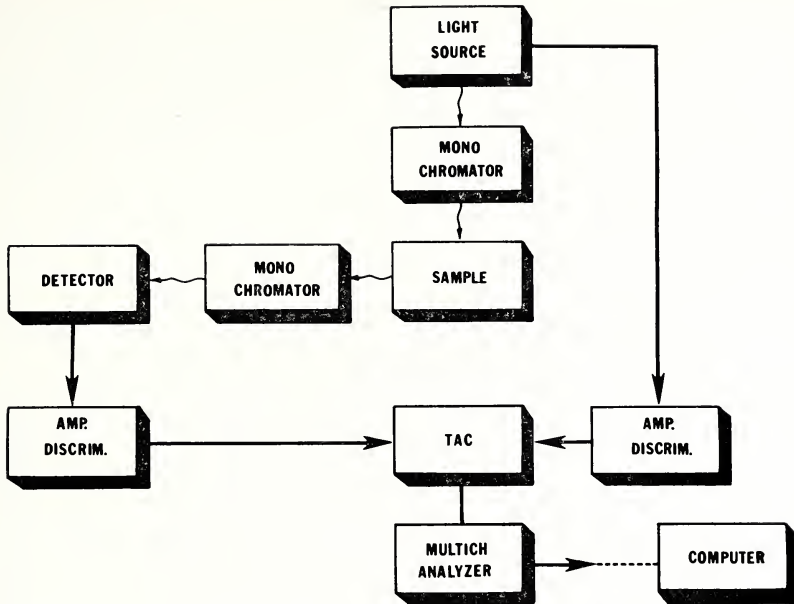 LIGHT
SOURCE
MONO
CHROMATOR
DETECTOR
MONO
CHROMATOR
SAMPLE
AMP.
DISCRIM.
TAC
AMP.
DISCRIM.
MULTICH
ANALYZER
COMPUTER